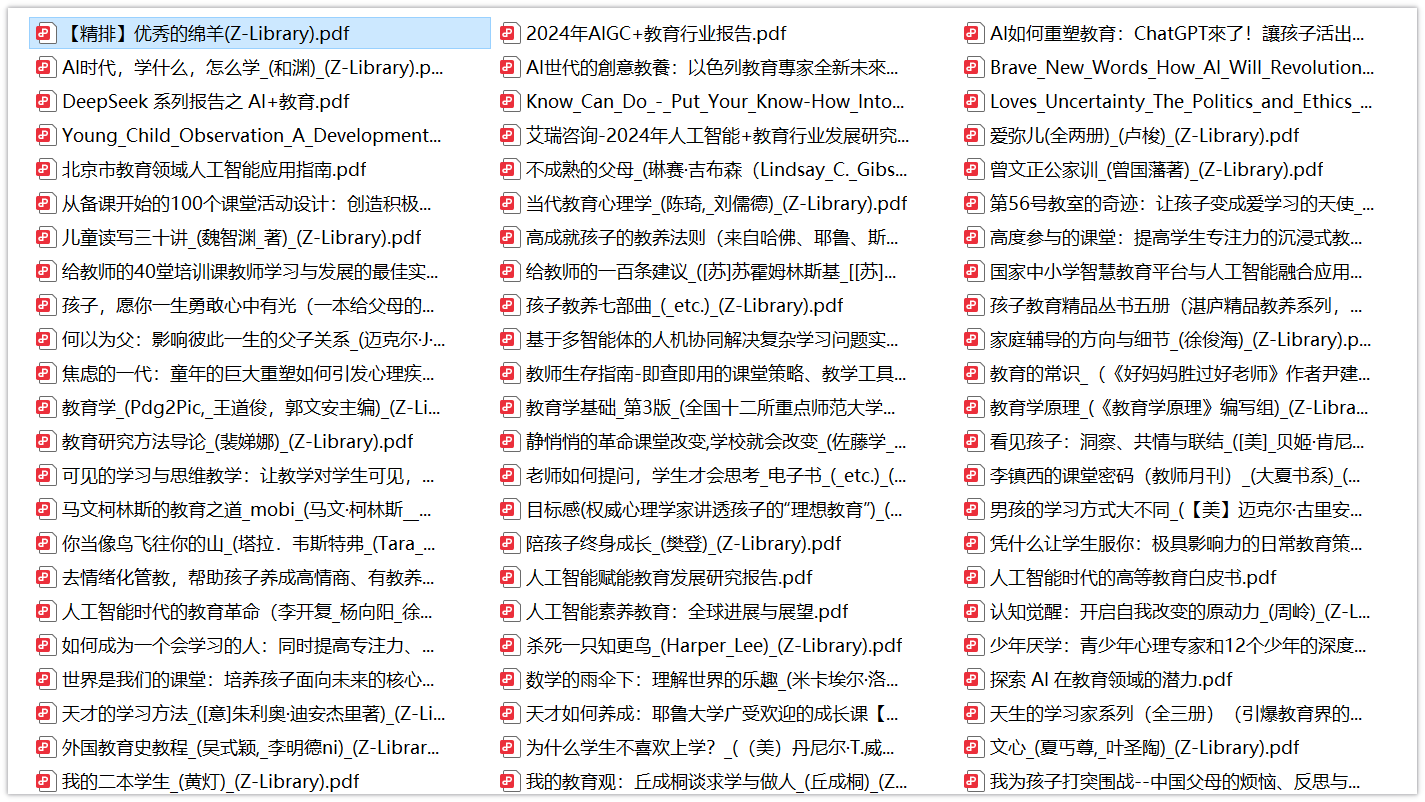 【精排】优秀的绵羊(Z-Library).pdf
2024年AIGC+教育行业报告.pdf
AI如何重塑教育：ChatGPT來了！讓孩子活出...
AI时代，学什么，怎么学_(和渊)_(Z-Library).p...
AI世代的創意教養：以色列教育專家全新未來...
Brave_New_Words_How_AI_Will_Revolution...
DeepSeek 系列报告之 AI+教育.pdf
Know_Can_Do_-_Put_Your_Know-How_Into...
Loves_Uncertainty_The_Politics_and_Ethics_...
Young_Child_Observation_A_Development...
艾瑞咨询-2024年人工智能+教育行业发展研究...
爱弥儿(全两册)_(卢梭)_(Z-Library).pdf
北京市教育领域人工智能应用指南.pdf
不成熟的父母_(琳赛·吉布森（Lindsay_C._Gibs...
曾文正公家训_(曾国藩著)_(Z-Library).pdf
从备课开始的100个课堂活动设计：创造积极...
当代教育心理学_(陈琦,_刘儒德)_(Z-Library).pdf
第56号教室的奇迹：让孩子变成爱学习的天使_...
儿童读写三十讲_(魏智渊_著)_(Z-Library).pdf
高成就孩子的教养法则（来自哈佛、耶鲁、斯...
高度参与的课堂：提高学生专注力的沉浸式教...
给教师的40堂培训课教师学习与发展的最佳实...
给教师的一百条建议_([苏]苏霍姆林斯基_[[苏]...
国家中小学智慧教育平台与人工智能融合应用...
孩子，愿你一生勇敢心中有光（一本给父母的...
孩子教养七部曲_(_etc.)_(Z-Library).pdf
孩子教育精品丛书五册（湛庐精品教养系列，...
何以为父：影响彼此一生的父子关系_(迈克尔·J·...
基于多智能体的人机协同解决复杂学习问题实...
家庭辅导的方向与细节_(徐俊海)_(Z-Library).p...
焦虑的一代：童年的巨大重塑如何引发心理疾...
教师生存指南-即查即用的课堂策略、教学工具...
教育的常识_（《好妈妈胜过好老师》作者尹建...
教育学_(Pdg2Pic,_王道俊，郭文安主编)_(Z-Li...
教育学基础_第3版_(全国十二所重点师范大学...
教育学原理_(《教育学原理》编写组)_(Z-Libra...
教育研究方法导论_(裴娣娜)_(Z-Library).pdf
静悄悄的革命课堂改变,学校就会改变_(佐藤学_...
看见孩子：洞察、共情与联结_([美]_贝姬·肯尼...
可见的学习与思维教学：让教学对学生可见，...
老师如何提问，学生才会思考_电子书_(_etc.)_(...
李镇西的课堂密码（教师月刊）_(大夏书系)_(...
马文柯林斯的教育之道_mobi_(马文·柯林斯__...
目标感(权威心理学家讲透孩子的“理想教育”)_(...
男孩的学习方式大不同_(【美】迈克尔·古里安...
你当像鸟飞往你的山_(塔拉．韦斯特弗_(Tara_...
陪孩子终身成长_(樊登)_(Z-Library).pdf
凭什么让学生服你：极具影响力的日常教育策...
去情绪化管教，帮助孩子养成高情商、有教养...
人工智能赋能教育发展研究报告.pdf
人工智能时代的高等教育白皮书.pdf
人工智能时代的教育革命（李开复_杨向阳_徐...
人工智能素养教育：全球进展与展望.pdf
认知觉醒：开启自我改变的原动力_(周岭)_(Z-L...
如何成为一个会学习的人：同时提高专注力、...
杀死一只知更鸟_(Harper_Lee)_(Z-Library).pdf
少年厌学：青少年心理专家和12个少年的深度...
世界是我们的课堂：培养孩子面向未来的核心...
数学的雨伞下：理解世界的乐趣_(米卡埃尔·洛...
探索 AI 在教育领域的潜力.pdf
天才的学习方法_([意]朱利奥·迪安杰里著)_(Z-Li...
天才如何养成：耶鲁大学广受欢迎的成长课【...
天生的学习家系列（全三册）（引爆教育界的...
外国教育史教程_(吴式颖,_李明德ni)_(Z-Librar...
为什么学生不喜欢上学？_(（美）丹尼尔·T.威...
文心_(夏丏尊,_叶圣陶)_(Z-Library).pdf
我的二本学生_(黄灯)_(Z-Library).pdf
我的教育观：丘成桐谈求学与做人_(丘成桐)_(Z...
我为孩子打突围战--中国父母的烦恼、反思与...